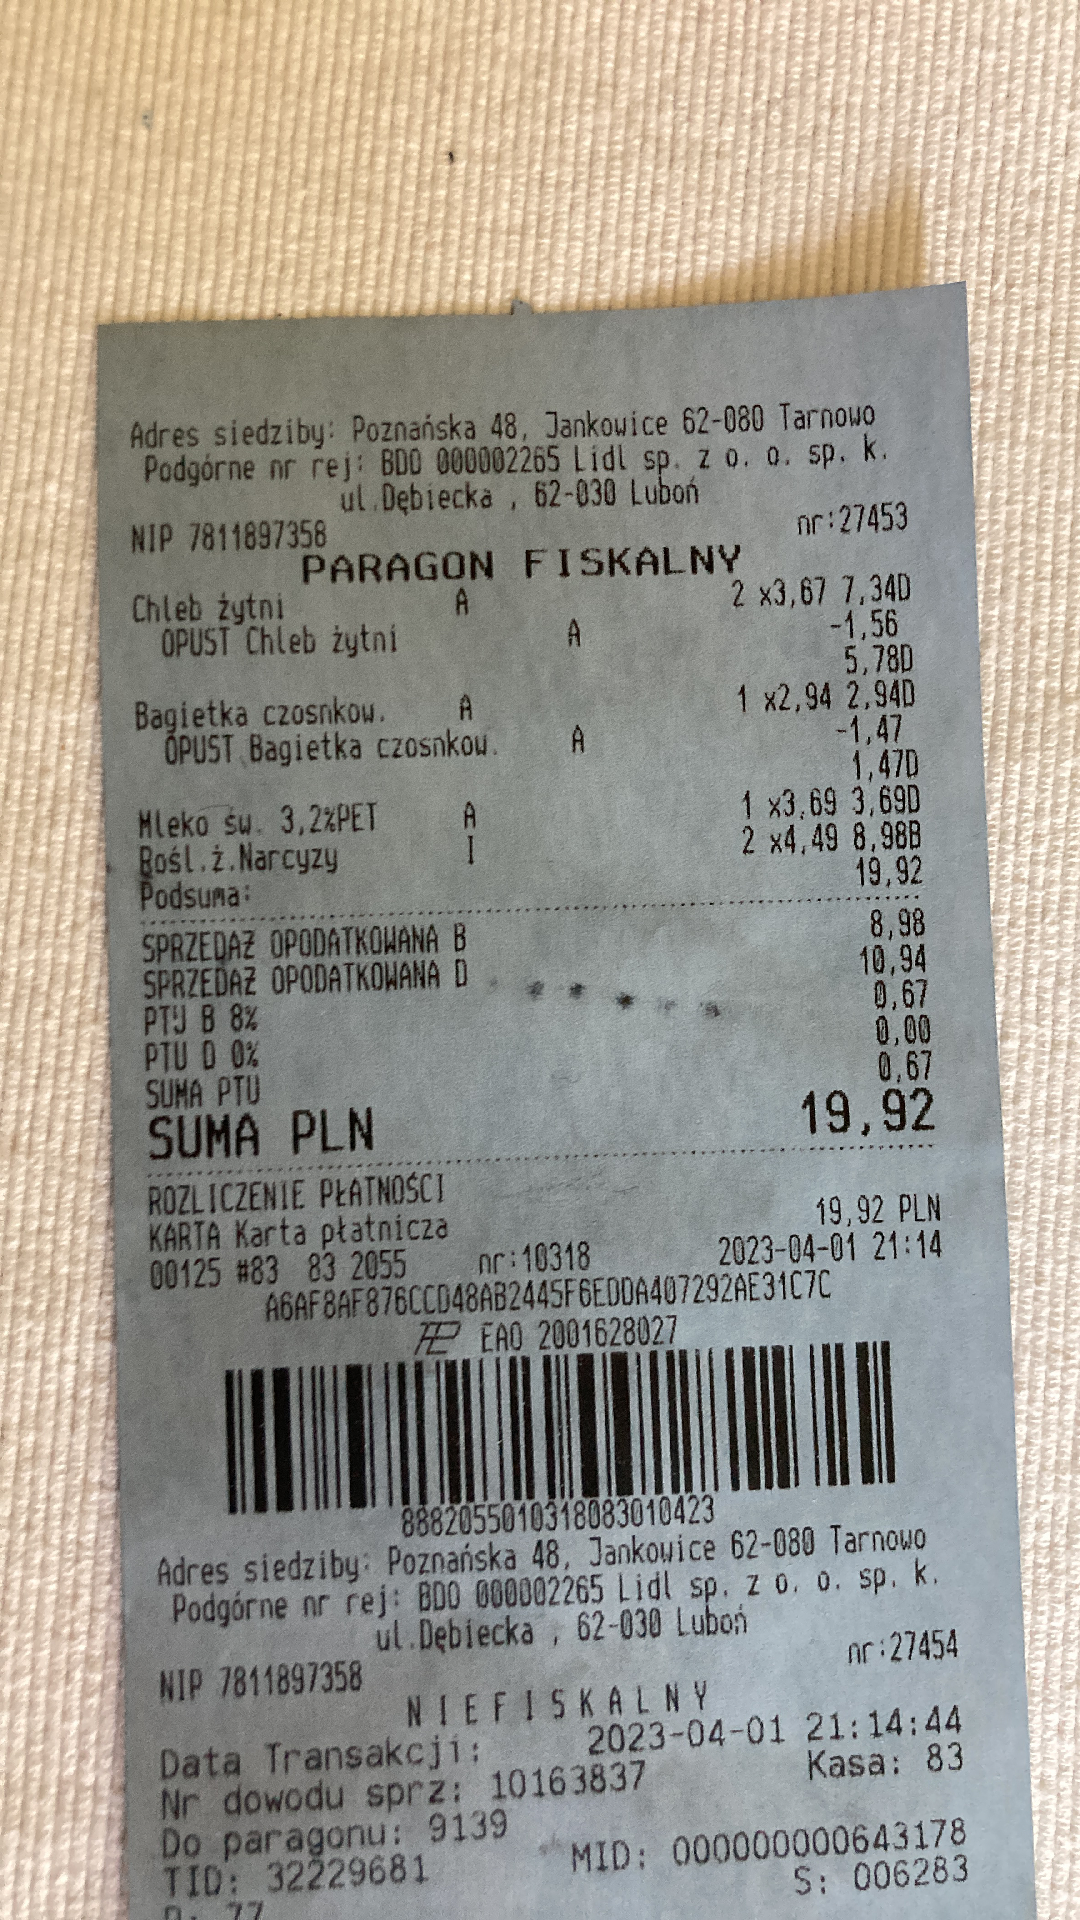 Adres siedziby: Poznańska 48, Jankowice 62-080 Tarnowo
Podgórne nr rej: BDO 000002265 Lidl sp. z o. o. sp. k.
ul.Dębiecka , 62-030 Luboń
NIP 7811897358 nr:27453
PARAGON FISKALNY
Chleb żytni A 2 x3,67 7,34D
OPUST Chleb żytni A -1,56
5,78D
Bagietka czosnkow. A 1 x2,94 2,94D
OPUST Bagietka czosnkow. A -1,47
1,47D
Mleko św. 3,2%PET A 1 x3,69 3,69D
Rośl.ż.Narcyzy I 2 x4,49 8,98B
Podsuma: 19,92
SPRZEDAŻ OPODATKOWANA B 8,98
SPRZEDAŻ OPODATKOWANA D 10,94
PTU B 8% 0,67
PTU D 0% 0,00
SUMA PTU 0,67
SUMA PLN 19,92
ROZLICZENIE PŁATNOŚCI
KARTA Karta płatnicza 19,92 PLN
00125 #83 83 2055 nr:10318 2023-04-01 21:14
A6AF8AF876CCD48AB2445F6EDDA407292AE31C7C
EAO 2001628027
8882055010318083010423
Adres siedziby: Poznańska 48, Jankowice 62-080 Tarnowo
Podgórne nr rej: BDO 000002265 Lidl sp. z o. o. sp. k.
ul.Dębiecka , 62-030 Luboń
NIP 7811897358 nr:27454
NIEFISKALNY
Data Transakcji: 2023-04-01 21:14:44
Nr dowodu sprz: 10163837 Kasa: 83
Do paragonu: 9139
TID: 32229681 MID: 000000000643178
S: 006283